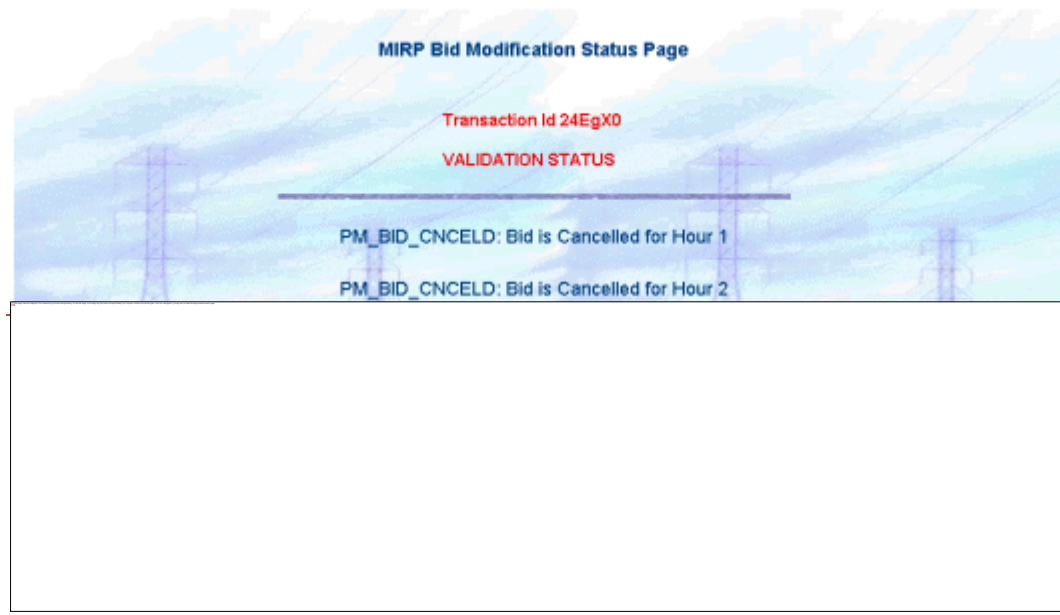 MIRP Bid Modification Status Page
Transaction Id 24EgX0
VALIDATION STATUS
PM_BID_CNCELD: Bid is Cancelled for Hour 1
PM_BID_CNCELD: Bid is Cancelled for Hour 2